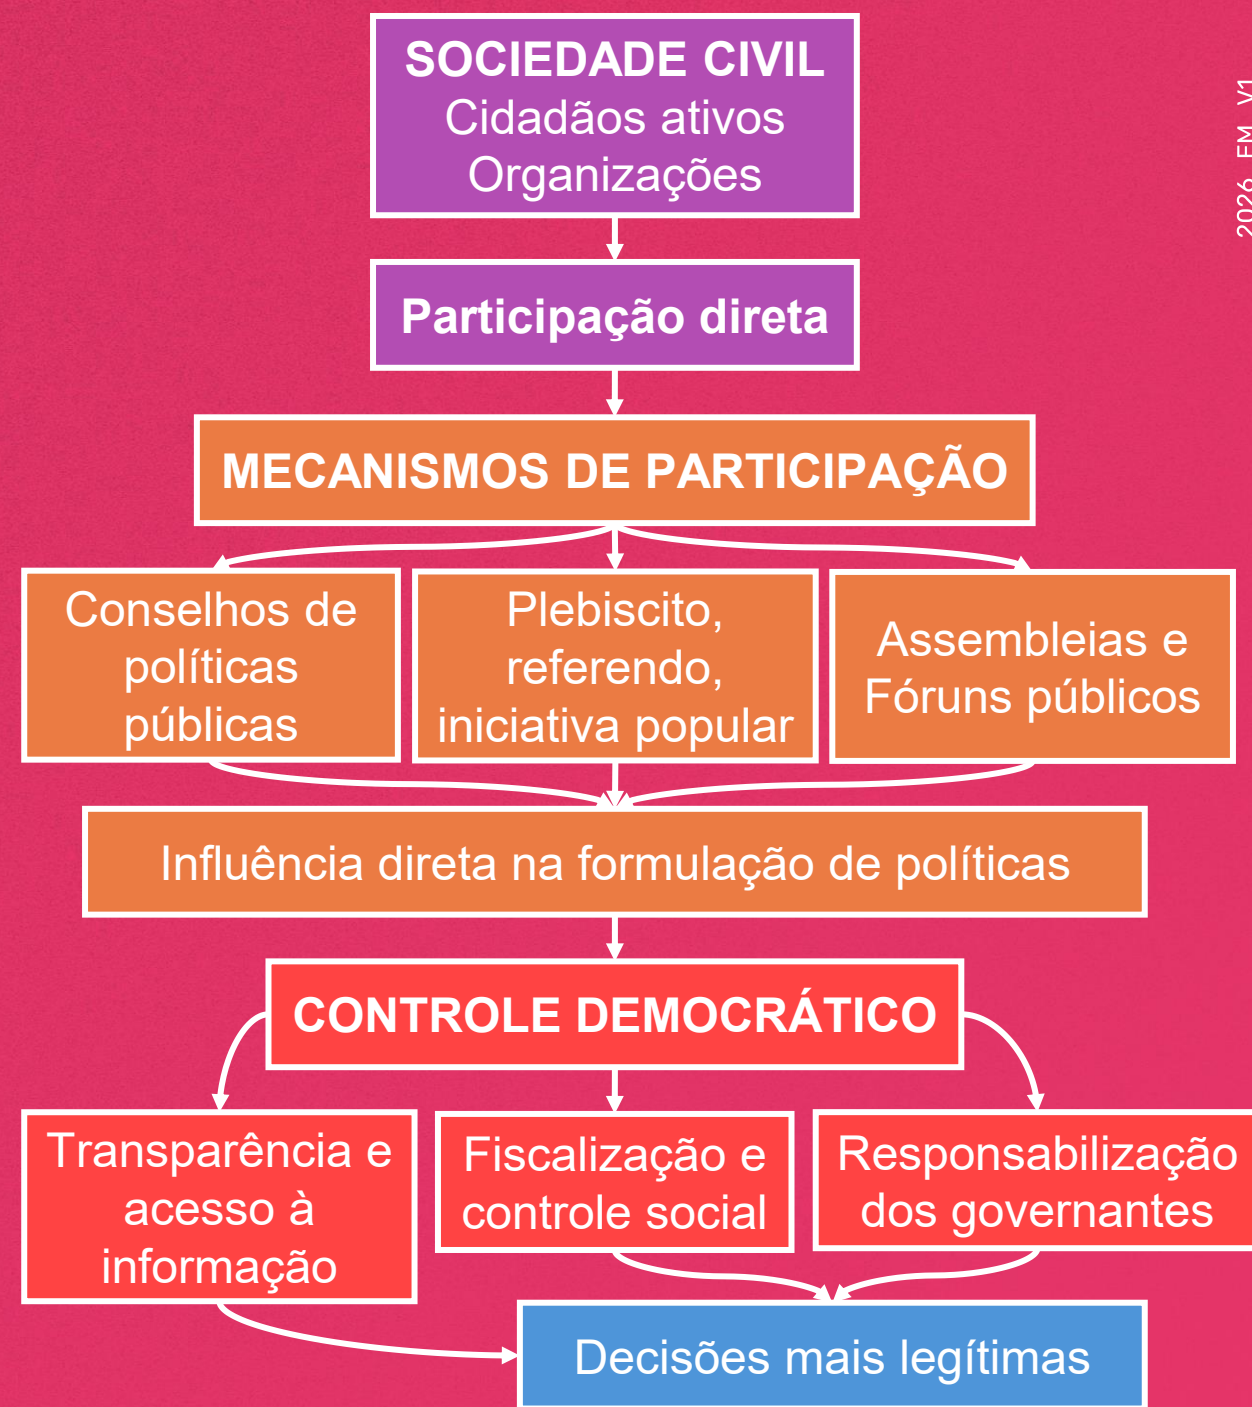 SOCIEDADE CIVIL
Cidadãos ativos
Organizações
2026_EM_V1
Participação direta
MECANISMOS DE PARTICIPAÇÃO
Conselhos de
políticas
públicas
Plebiscito,
referendo,
iniciativa popular
Assembleias e
Fóruns públicos
Influência direta na formulação de políticas
CONTROLE DEMOCRÁTICO
Transparência e
acesso à
informação
Fiscalização e
controle social
Responsabilização
dos governantes
Decisões mais legítimas